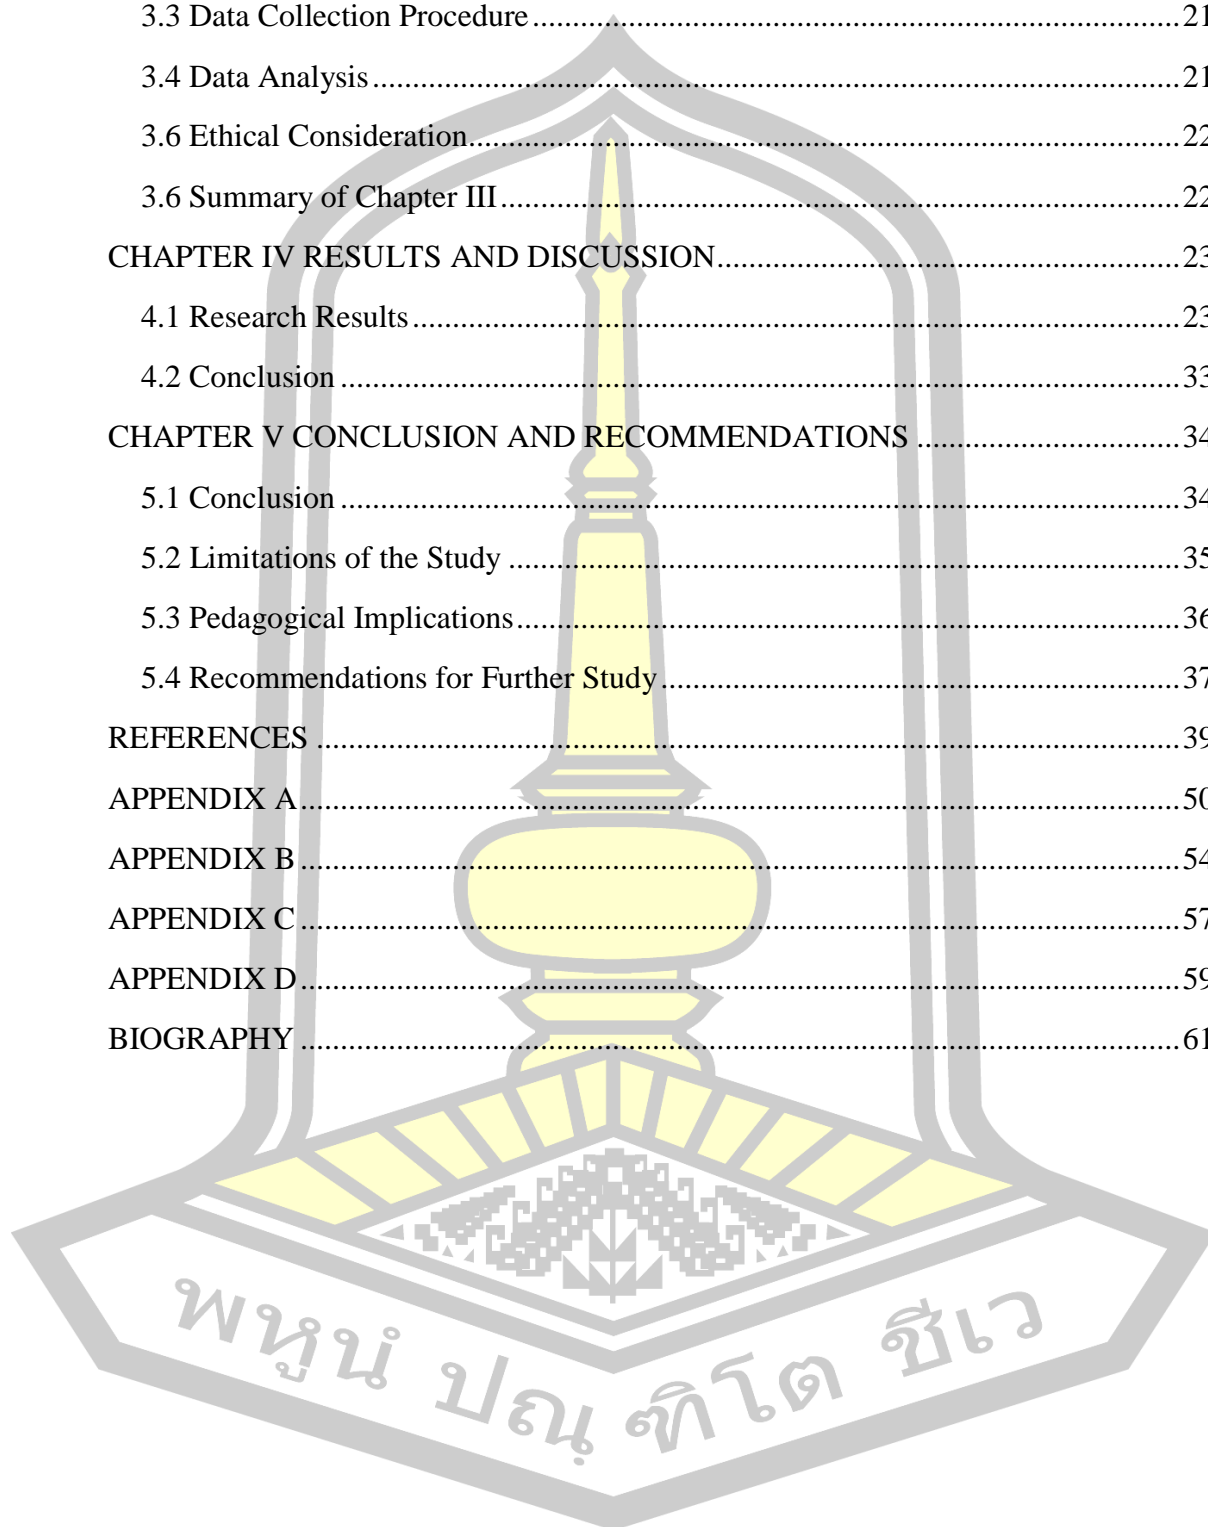 3.3 Data Collection Procedure.......................................................................................21
3.4 Data Analysis..........................................................................................................21
3.6 Ethical Consideration..............................................................................................22
3.6 Summary of Chapter III..........................................................................................22
CHAPTER IV RESULTS AND DISCUSSION............................................................23
4.1 Research Results.....................................................................................................23
4.2 Conclusion..............................................................................................................33
CHAPTER V CONCLUSION AND RECOMMENDATIONS...................................34
5.1 Conclusion..............................................................................................................34
5.2 Limitations of the Study.........................................................................................35
5.3 Pedagogical Implications........................................................................................36
5.4 Recommendations for Further Study......................................................................37
REFERENCES..............................................................................................................39
APPENDIX A................................................................................................................50
APPENDIX B................................................................................................................54
APPENDIX C................................................................................................................57
APPENDIX D................................................................................................................59
BIOGRAPHY................................................................................................................61
พหูนํ ปณฺฑิโต ชีเว